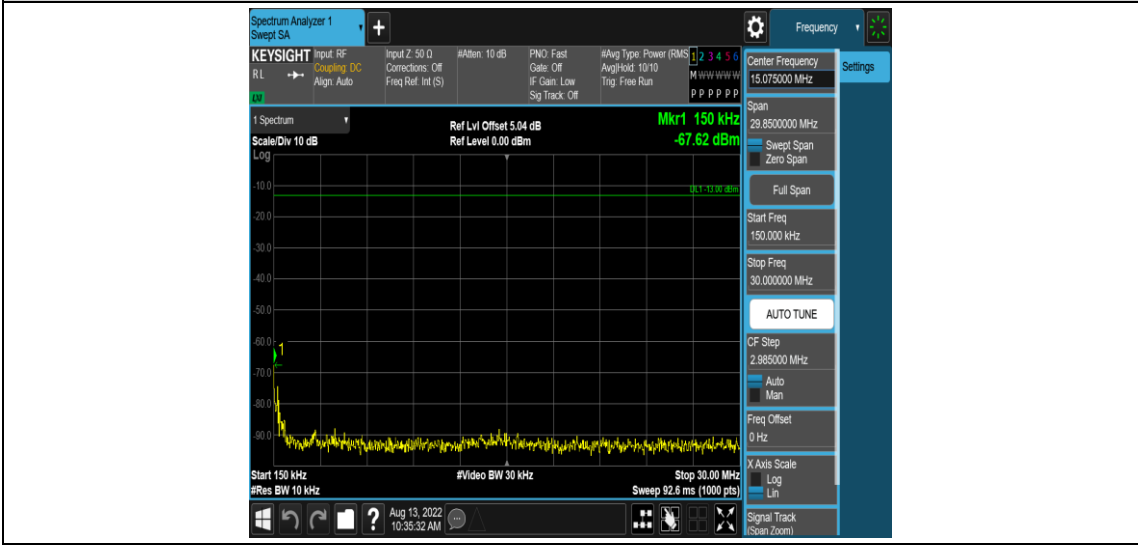 Spectrum Analyzer 1
Swept SA
+
Frequency
KEYSIGHT
RL
LM
Input: RF
Coupling: DC
Align: Auto
Input Z: 50 Ω
Corrections: Off
Freq Ref: Int (S)
#Atten: 10 dB
PNO: Fast
Gate: Off
IF Gain: Low
Sig Track: Off
#Avg Type: Power (RMS
Avg|Hold: 10/10
Trig: Free Run
1 2 3 4 5 6
M W W W W W
P P P P P P
1 Spectrum
Scale/Div 10 dB
Log
Ref Lvl Offset 5.04 dB
Ref Level 0.00 dBm
Mkr1 150 kHz
-67.62 dBm
-10.0
DL1 -13.00 dBm
-20.0
-30.0
-40.0
-50.0
-60.0
1
-70.0
-80.0
-90.0
Start 150 kHz
#Res BW 10 kHz
#Video BW 30 kHz
Stop 30.00 MHz
Sweep 92.6 ms (1000 pts)
Center Frequency
15.075000 MHz
Settings
Span
29.8500000 MHz
Swept Span
Zero Span
Full Span
Start Freq
150.000 kHz
Stop Freq
30.000000 MHz
AUTO TUNE
CF Step
2.985000 MHz
Auto
Man
Freq Offset
0 Hz
X Axis Scale
Log
Lin
Signal Track
(Span Zoom)
?
Aug 13, 2022
10:35:32 AM